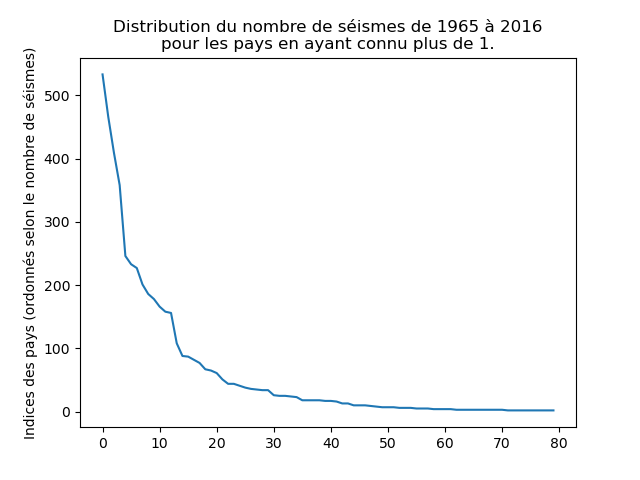 Distribution du nombre de séismes de 1965 à 2016
pour les pays en ayant connu plus de 1.
Indices des pays (ordonnés selon le nombre de séismes)
500
400
300
200
100
0
0 10 20 30 40 50 60 70 80